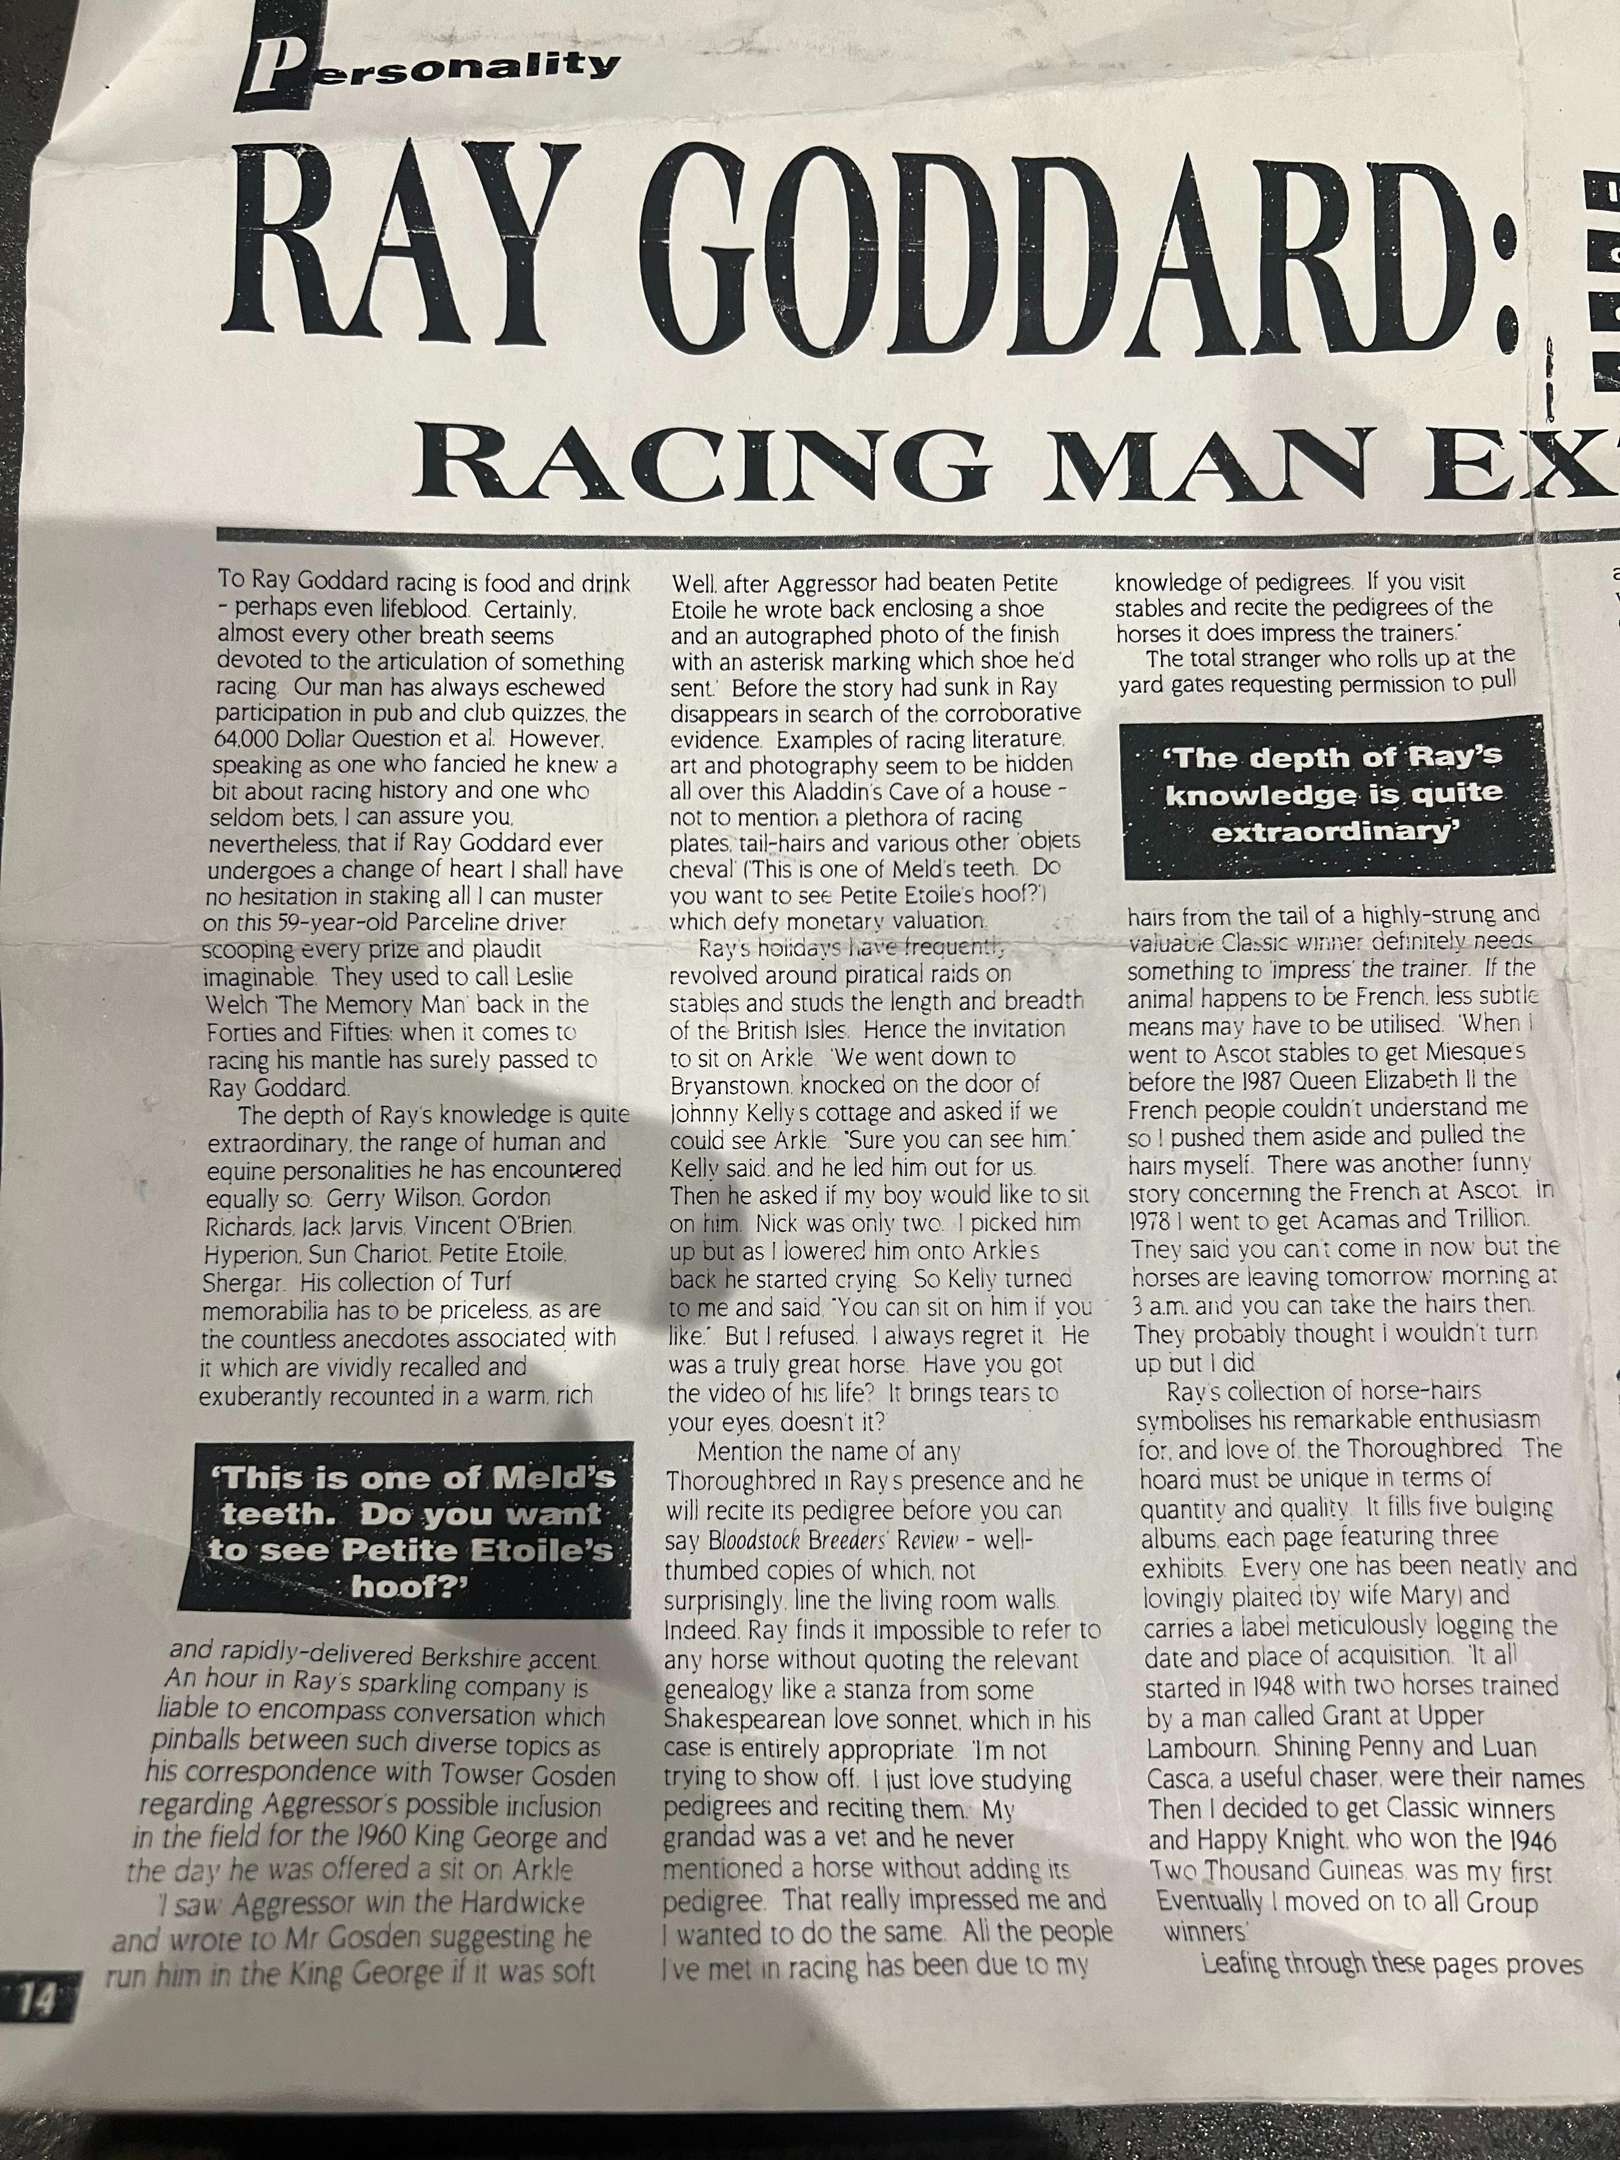 Personality
RAY GODDARD:
RACING MAN EX
To Ray Goddard racing is food and drink
- perhaps even lifeblood. Certainly,
almost every other breath seems
devoted to the articulation of something
racing. Our man has always eschewed
participation in pub and club quizzes, the
64,000 Dollar Question et al. However,
speaking as one who fancied he knew a
bit about racing history and one who
seldom bets, I can assure you,
nevertheless, that if Ray Goddard ever
undergoes a change of heart I shall have
no hesitation in staking all I can muster
on this 59-year-old Parceline driver
scooping every prize and plaudit
imaginable. They used to call Leslie
Welch 'The Memory Man' back in the
Forties and Fifties: when it comes to
racing his mantle has surely passed to
Ray Goddard.
The depth of Ray's knowledge is quite
extraordinary, the range of human and
equine personalities he has encountered
equally so: Gerry Wilson, Gordon
Richards, Jack Jarvis, Vincent O'Brien,
Hyperion, Sun Chariot, Petite Etoile,
Shergar. His collection of Turf
memorabilia has to be priceless, as are
the countless anecdotes associated with
it which are vividly recalled and
exuberantly recounted in a warm, rich
'This is one of Meld's
teeth. Do you want
to see Petite Etoile's
hoof?'
and rapidly-delivered Berkshire accent.
An hour in Ray's sparkling company is
liable to encompass conversation which
pinballs between such diverse topics as
his correspondence with Towser Gosden
regarding Aggressor's possible inclusion
in the field for the 1960 King George and
the day he was offered a sit on Arkle
'I saw Aggressor win the Hardwicke
and wrote to Mr Gosden suggesting he
run him in the King George if it was soft
14
Well, after Aggressor had beaten Petite
Etoile he wrote back enclosing a shoe
and an autographed photo of the finish
with an asterisk marking which shoe he'd
sent.' Before the story had sunk in Ray
disappears in search of the corroborative
evidence. Examples of racing literature,
art and photography seem to be hidden
all over this Aladdin's Cave of a house -
not to mention a plethora of racing
plates, tail-hairs and various other 'objets
cheval' ('This is one of Meld's teeth. Do
you want to see Petite Etoile's hoof?')
which defy monetary valuation.
Ray's holidays have frequently
revolved around piratical raids on
stables and studs the length and breadth
of the British Isles. Hence the invitation
to sit on Arkle. 'We went down to
Bryanstown, knocked on the door of
Johnny Kelly's cottage and asked if we
could see Arkle. "Sure you can see him,"
Kelly said, and he led him out for us.
Then he asked if my boy would like to sit
on him. Nick was only two. I picked him
up but as I lowered him onto Arkle's
back he started crying. So Kelly turned
to me and said, "You can sit on him if you
like." But I refused. I always regret it. He
was a truly great horse. Have you got
the video of his life? It brings tears to
your eyes, doesn't it?
Mention the name of any
Thoroughbred in Ray's presence and he
will recite its pedigree before you can
say Bloodstock Breeders' Review - well-
thumbed copies of which, not
surprisingly, line the living room walls.
Indeed, Ray finds it impossible to refer to
any horse without quoting the relevant
genealogy like a stanza from some
Shakespearean love sonnet, which in his
case is entirely appropriate. 'I'm not
trying to show off. I just love studying
pedigrees and reciting them. My
grandad was a vet and he never
mentioned a horse without adding its
pedigree. That really impressed me and
I wanted to do the same. All the people
I've met in racing has been due to my
knowledge of pedigrees. If you visit
stables and recite the pedigrees of the
horses it does impress the trainers.'
The total stranger who rolls up at the
yard gates requesting permission to pull
'The depth of Ray's
knowledge is quite
extraordinary'
hairs from the tail of a highly-strung and
valuable Classic winner definitely needs
something to 'impress' the trainer. If the
animal happens to be French, less subtle
means may have to be utilised. 'When I
went to Ascot stables to get Miesque's
before the 1987 Queen Elizabeth II the
French people couldn't understand me
so I pushed them aside and pulled the
hairs myself. There was another funny
story concerning the French at Ascot. In
1978 I went to get Acamas and Trillion.
They said you can't come in now but the
horses are leaving tomorrow morning at
3 a.m. and you can take the hairs then.
They probably thought I wouldn't turn
up but I did.
Ray's collection of horse-hairs
symbolises his remarkable enthusiasm
for, and love of, the Thoroughbred. The
hoard must be unique in terms of
quantity and quality. It fills five bulging
albums, each page featuring three
exhibits. Every one has been neatly and
lovingly plaited (by wife Mary) and
carries a label meticulously logging the
date and place of acquisition. 'It all
started in 1948 with two horses trained
by a man called Grant at Upper
Lambourn. Shining Penny and Luan
Casca, a useful chaser, were their names.
Then I decided to get Classic winners
and Happy Knight, who won the 1946
Two Thousand Guineas, was my first.
Eventually I moved on to all Group
winners.'
Leafing through these pages proves